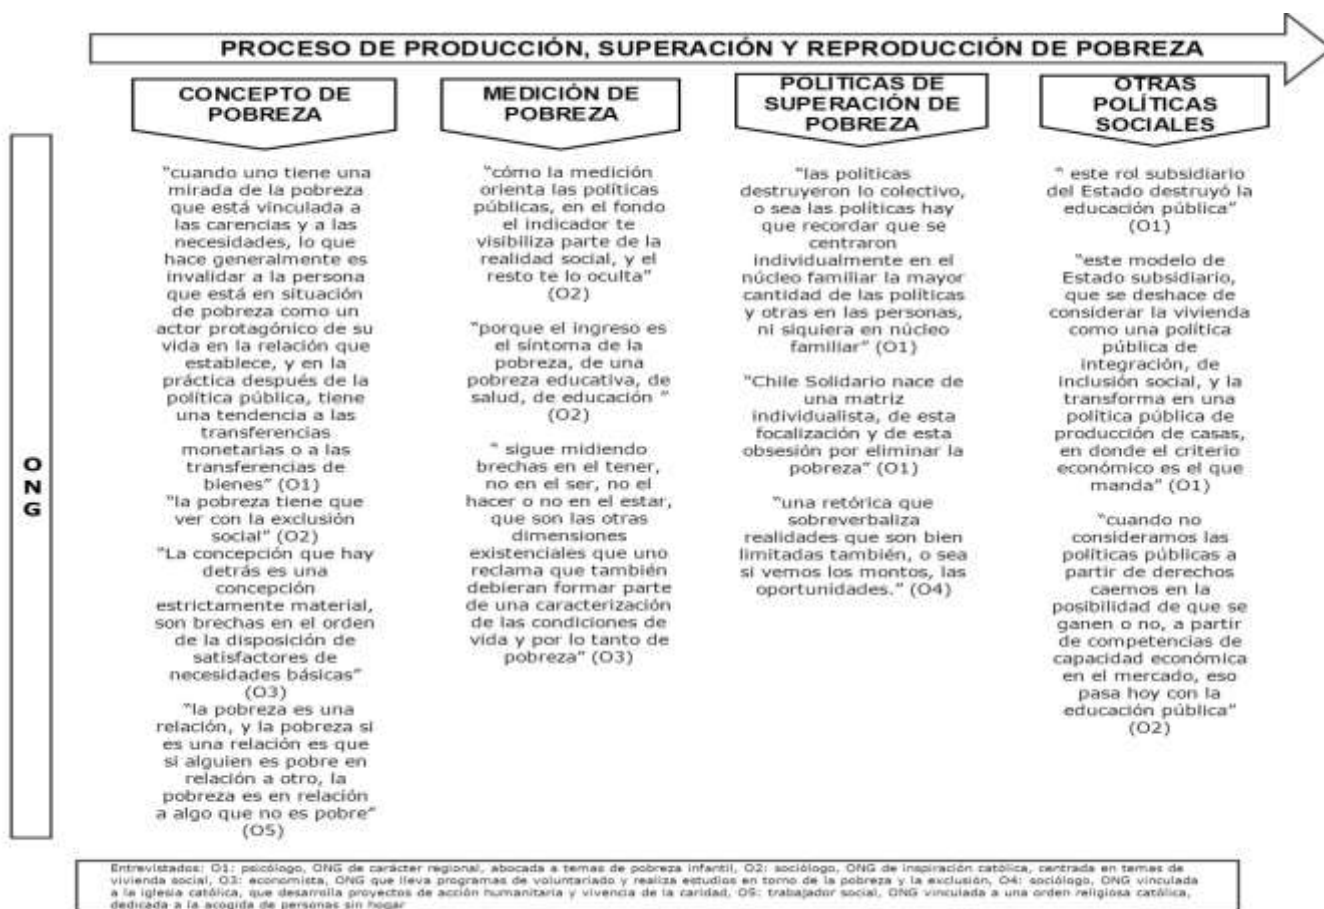 PROCESO DE PRODUCCIÓN, SUPERACIÓN Y REPRODUCCIÓN DE POBREZA
CONCEPTO DE
POBREZA
MEDICIÓN DE
POBREZA
POLITICAS DE
SUPERACIÓN DE
POBREZA
OTRAS
POLÍTICAS
SOCIALES
O
N
G
"cuando uno tiene una
mirada de la pobreza
que está vinculada a
las carencias y a las
necesidades, lo que
hace generalmente es
invalidar a la persona
que está en situación
de pobreza como un
actor protagónico de su
vida en la relación que
establece, y en la
práctica después de la
política pública, tiene
una tendencia a las
transferencias
monetarias o a las
transferencias de
bienes" (O1)
"la pobreza tiene que
ver con la exclusión
social" (O2)
"La concepción que hay
detrás es una
concepción
estrictamente material,
son brechas en el orden
de la disposición de
satisfactores de
necesidades básicas"
(O3)
"la pobreza es una
relación, y la pobreza si
es una relación es que
si alguien es pobre en
relación a otro, la
pobreza es en relación
a algo que no es pobre"
(O5)
"cómo la medición
orienta las políticas
públicas, en el fondo
el indicador te
visibiliza parte de la
realidad social, y el
resto te lo oculta"
(O2)
"porque el ingreso es
el síntoma de la
pobreza, de una
pobreza educativa, de
salud, de educación "
(O2)
" sigue midiendo
brechas en el tener,
no en el ser, no el
hacer o no en el estar,
que son las otras
dimensiones
existenciales que uno
reclama que también
debieran formar parte
de una caracterización
de las condiciones de
vida y por lo tanto de
pobreza" (O3)
"las políticas
destruyeron lo colectivo,
o sea las políticas hay
que recordar que se
centraron
individualmente en el
núcleo familiar la mayor
cantidad de las políticas
y otras en las personas,
ni siquiera en núcleo
familiar" (O1)
"Chile Solidario nace de
una matriz
individualista, de esta
focalización y de esta
obsesión por eliminar la
pobreza" (O1)
"una retórica que
sobreverbaliza
realidades que son bien
limitadas también, o sea
si vemos los montos, las
oportunidades." (O4)
" este rol subsidiario
del Estado destruyó la
educación pública"
(O1)
"este modelo de
Estado subsidiario,
que se deshace de
considerar la vivienda
como una política
pública de
integración, de
inclusión social, y la
transforma en una
política pública de
producción de casas,
en donde el criterio
económico es el que
manda" (O1)
"cuando no
consideramos las
políticas públicas a
partir de derechos
caemos en la
posibilidad de que se
ganen o no, a partir
de competencias de
capacidad económica
en el mercado, eso
pasa hoy con la
educación pública"
(O2)
Entrevistados: O1: psicólogo, ONG de carácter regional, abocada a temas de pobreza infantil, O2: sociólogo, ONG de inspiración católica, centrada en temas de
vivienda social, O3: economista, ONG que lleva programas de voluntariado y realiza estudios en torno de la pobreza y la exclusión, O4: sociólogo, ONG vinculada
a la iglesia católica, que desarrolla proyectos de acción humanitaria y vivencia de la caridad, O5: trabajador social, ONG vinculada a una orden religiosa católica,
dedicada a la acogida de personas sin hogar